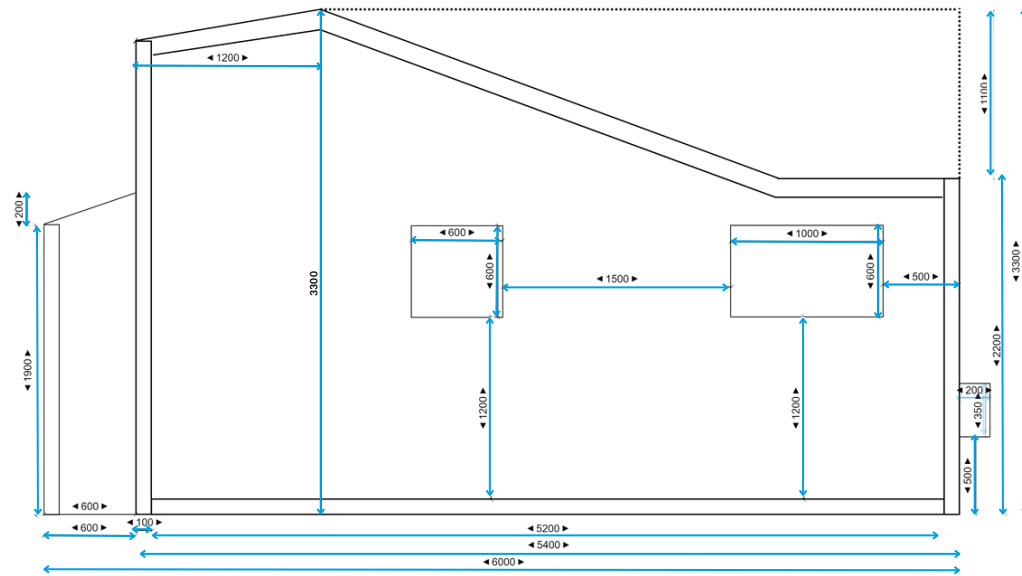 ◄ 1200 ►
◄ 1100 ►
◄ 200 ►
◄ 600 ►
◄ 1000 ►
◄ 600 ►
◄ 600 ►
◄ 500 ►
◄ 1500 ►
3300
◄ 3300 ►
◄ 1900 ►
◄ 2200 ►
◄ 1200 ►
◄ 1200 ►
◄ 200 ►
◄ 350 ►
◄ 500 ►
◄ 600 ►
◄ 600 ►
◄ 100 ►
◄ 5200 ►
◄ 5400 ►
◄ 6000 ►